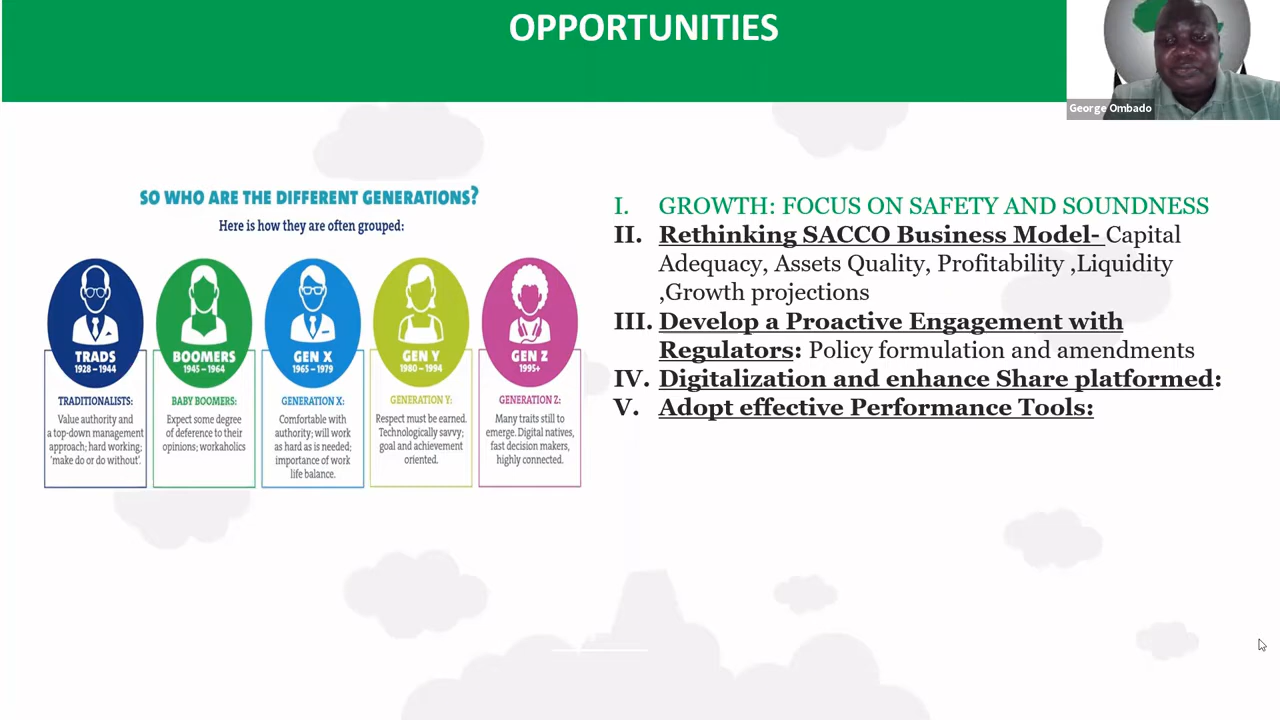 OPPORTUNITIES
George Ombado
SO WHO ARE THE DIFFERENT GENERATIONS?
Here is how they are often grouped:
TRADS
1928 – 1944
TRADITIONALISTS:
Value authority and
a top-down management
approach; hard working;
'make do or do without'.
BOOMERS
1945 – 1964
BABY BOOMERS:
Expect some degree
of deference to their
opinions; workaholics
GEN X
1965 – 1979
GENERATION X:
Comfortable with
authority; will work
as hard as is needed;
importance of work
life balance.
GEN Y
1980 – 1994
GENERATION Y:
Respect must be earned.
Technologically savvy;
goal and achievement
oriented.
GEN Z
1995+
GENERATION Z:
Many traits still to
emerge. Digital natives,
fast decision makers,
highly connected.
I. GROWTH: FOCUS ON SAFETY AND SOUNDNESS
II. Rethinking SACCO Business Model- Capital
Adequacy, Assets Quality, Profitability ,Liquidity
,Growth projections
III. Develop a Proactive Engagement with
Regulators: Policy formulation and amendments
IV. Digitalization and enhance Share platformed:
V. Adopt effective Performance Tools: